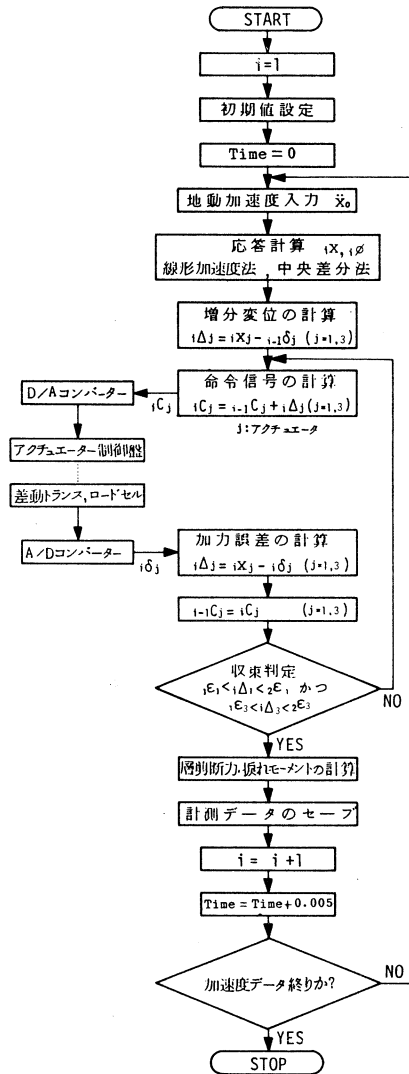 START
i=1
初期値設定
Time=0
地動加速度入力 ẍ₀
応答計算 ᵢX, ᵢø
線形加速度法 , 中央差分法
増分変位の計算
ᵢΔj=ᵢXj-ᵢ₋₁δj (j=1,3)
命令信号の計算
ᵢCj=ᵢ₋₁Cj+ᵢΔj(j=1,3)
j:アクチュエータ
D/Aコンバーター
ᵢCj
アクチュエーター制御盤
差動トランス,ロードセル
A/Dコンバーター
ᵢδj
加力誤差の計算
ᵢΔj=ᵢXj-ᵢδj (j=1,3)
ᵢ₋₁Cj=ᵢCj (j=1,3)
収束判定
₁ε₁<ᵢΔ₁<₂ε₁ かつ
₁ε₃<ᵢΔ₃<₂ε₃
NO
YES
層剪断力・捩れモーメントの計算
計測データのセーブ
i= i+1
Time=Time+0.005
加速度データ終りか?
NO
YES
STOP